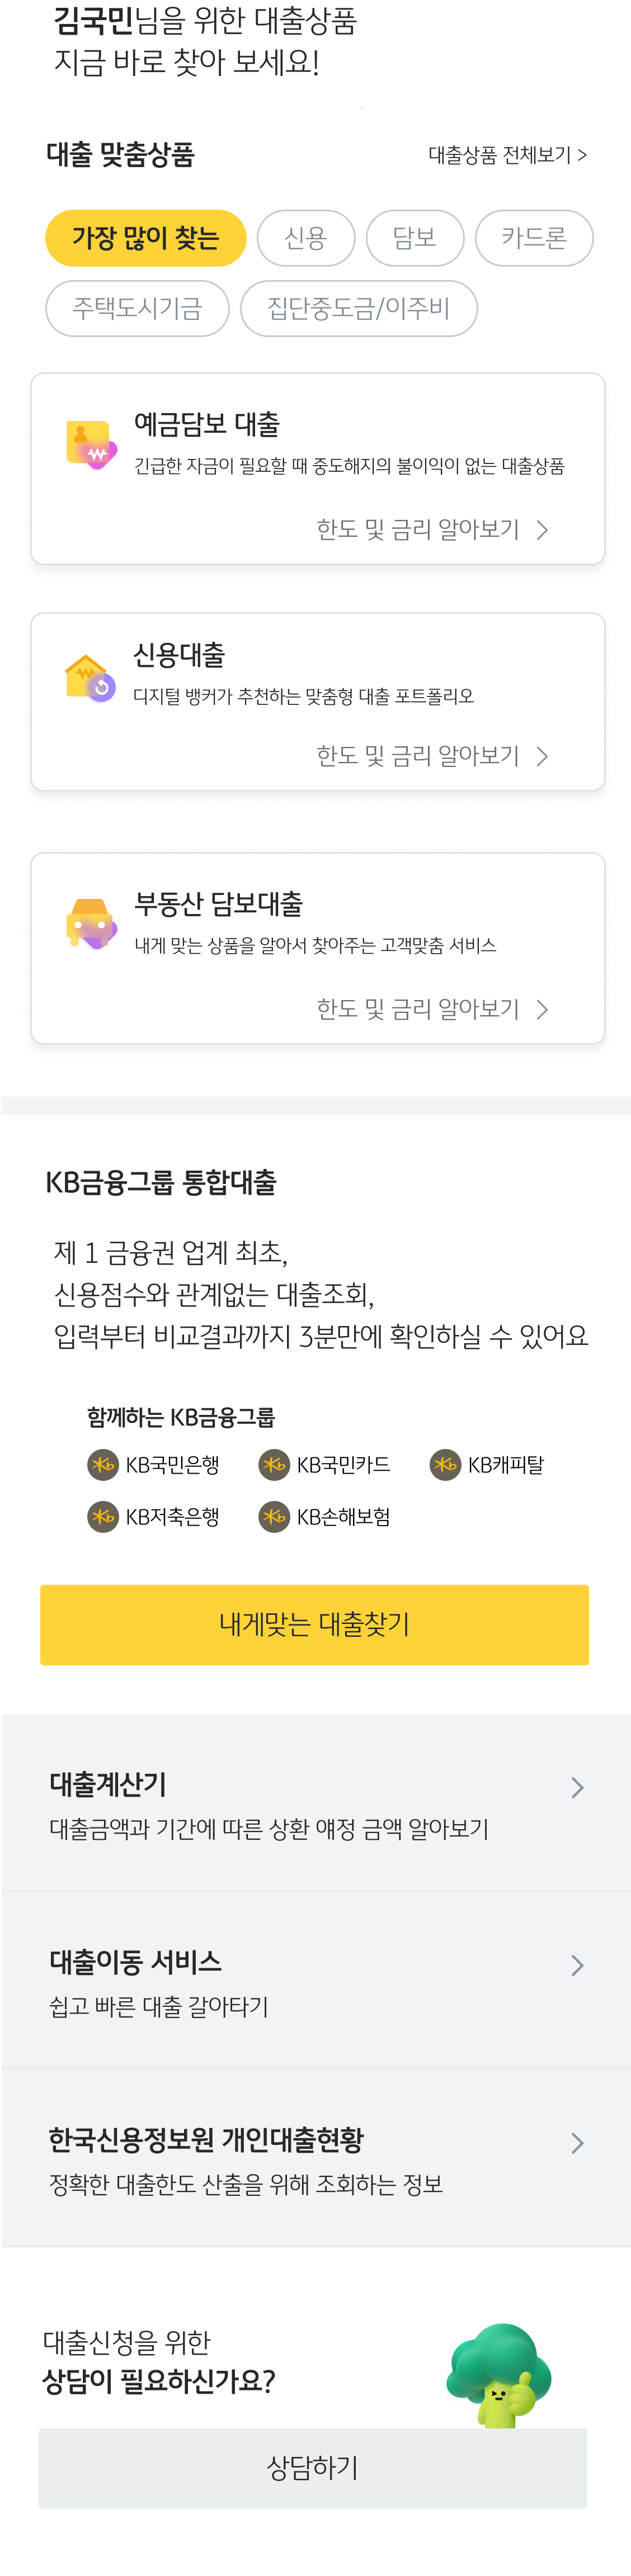 김국민님을 위한 대출상품
지금 바로 찾아 보세요!
대출 맞춤상품
대출상품 전체보기 >
가장 많이 찾는
신용
담보
카드론
주택도시기금
집단중도금/이주비
예금담보 대출
긴급한 자금이 필요할 때 중도해지의 불이익이 없는 대출상품
한도 및 금리 알아보기 >
신용대출
디지털 뱅커가 추천하는 맞춤형 대출 포트폴리오
한도 및 금리 알아보기 >
부동산 담보대출
내게 맞는 상품을 알아서 찾아주는 고객맞춤 서비스
한도 및 금리 알아보기 >
KB금융그룹 통합대출
제 1 금융권 업계 최초,
신용점수와 관계없는 대출조회,
입력부터 비교결과까지 3분만에 확인하실 수 있어요
함께하는 KB금융그룹
KB국민은행
KB국민카드
KB캐피탈
KB저축은행
KB손해보험
내게맞는 대출찾기
대출계산기
대출금액과 기간에 따른 상환 얘정 금액 알아보기
대출이동 서비스
쉽고 빠른 대출 갈아타기
한국신용정보원 개인대출현황
정확한 대출한도 산출을 위해 조회하는 정보
대출신청을 위한
상담이 필요하신가요?
상담하기